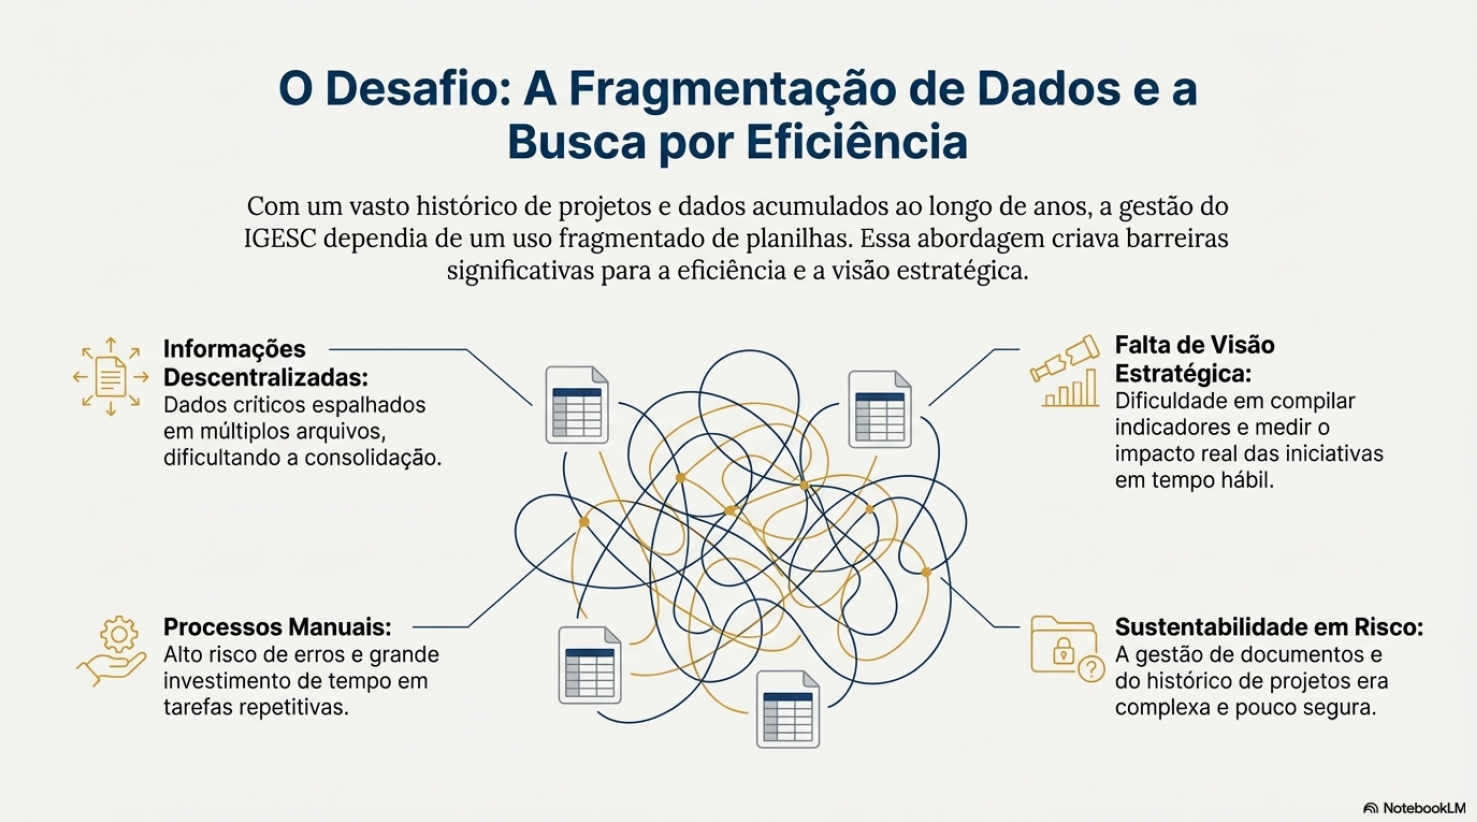 O Desafio: A Fragmentação de Dados e a
Busca por Eficiência
Com um vasto histórico de projetos e dados acumulados ao longo de anos, a gestão do
IGESC dependia de um uso fragmentado de planilhas. Essa abordagem criava barreiras
significativas para a eficiência e a visão estratégica.
Informações
Descentralizadas:
Dados críticos espalhados
em múltiplos arquivos,
dificultando a consolidação.
Falta de Visão
Estratégica:
Dificuldade em compilar
indicadores e medir o
impacto real das iniciativas
em tempo hábil.
Processos Manuais:
Alto risco de erros e grande
investimento de tempo em
tarefas repetitivas.
Sustentabilidade em Risco:
A gestão de documentos e
do histórico de projetos era
complexa e pouco segura.
?
NotebookLM